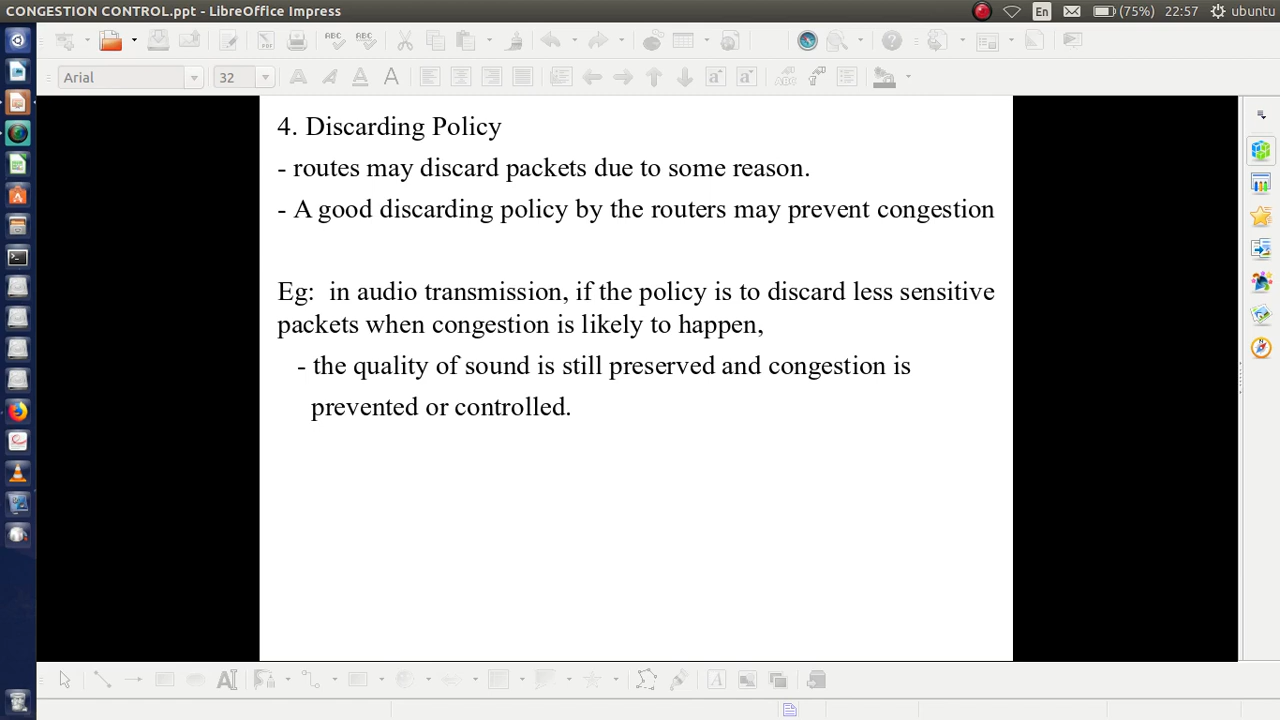 CONGESTION CONTROL.ppt - LibreOffice Impress
En (75%) 22:57 ubuntu
Arial 32
4. Discarding Policy
- routes may discard packets due to some reason.
- A good discarding policy by the routers may prevent congestion
Eg: in audio transmission, if the policy is to discard less sensitive
packets when congestion is likely to happen,
- the quality of sound is still preserved and congestion is
prevented or controlled.